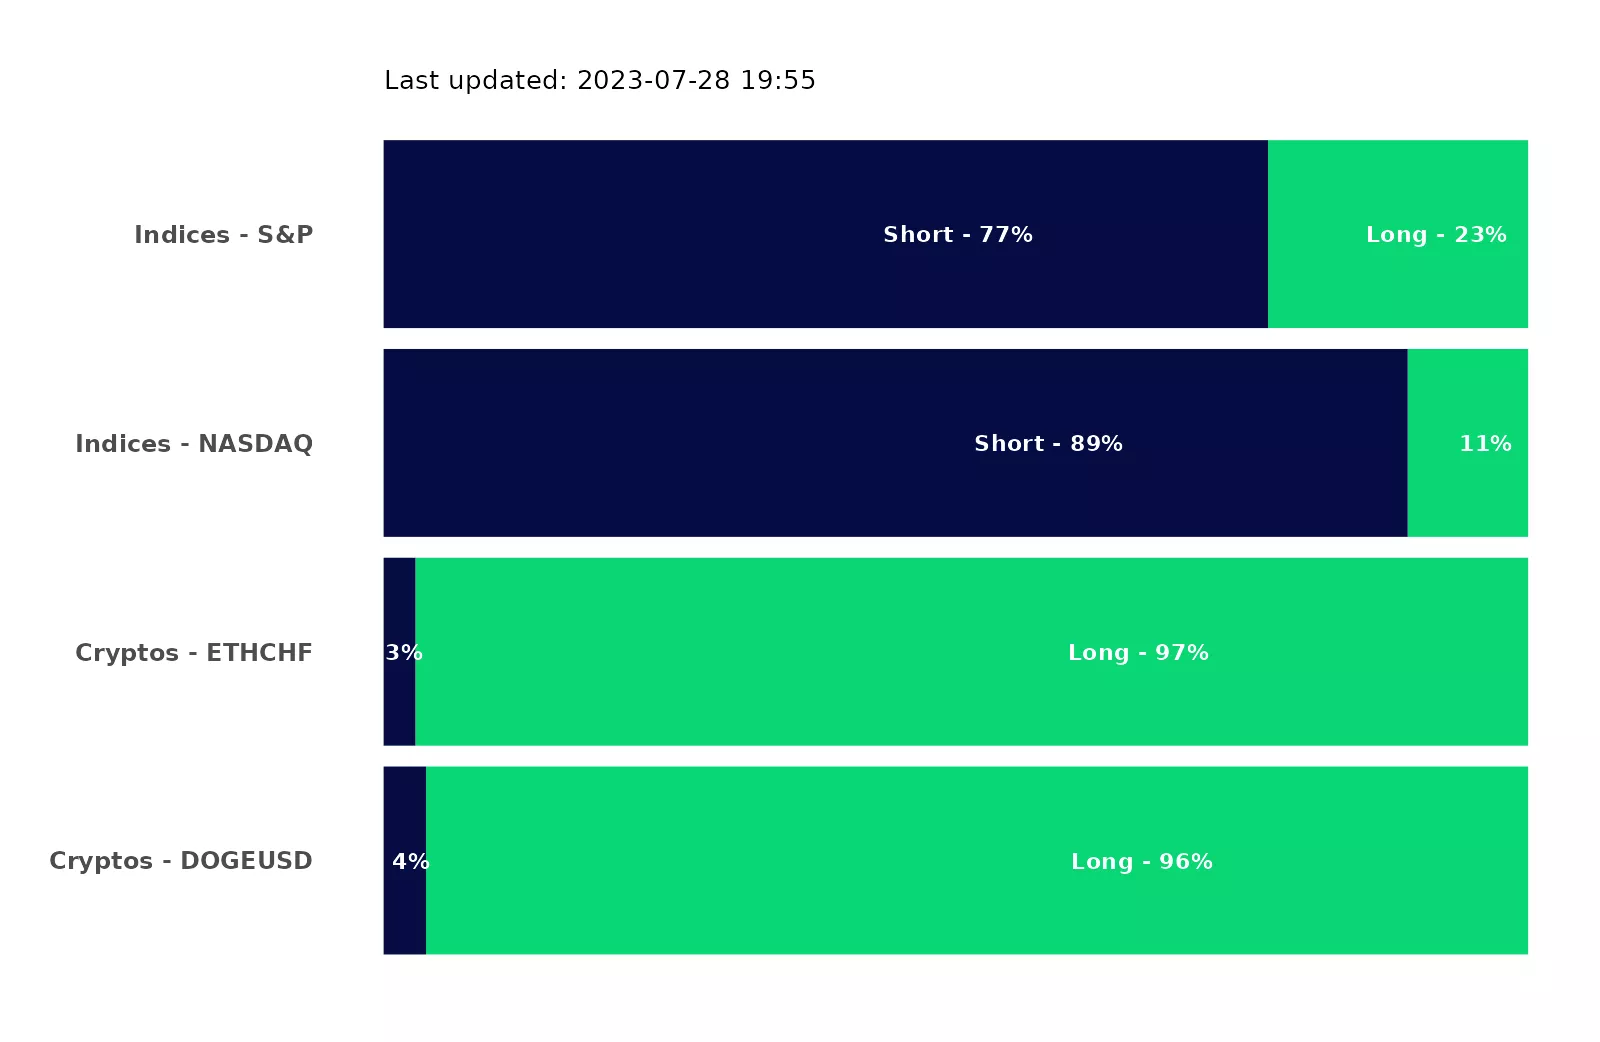 Last updated: 2023-07-28 19:55
Indices - S&P Short - 77% Long - 23%
Indices - NASDAQ Short - 89% 11%
Cryptos - ETHCHF 3% Long - 97%
Cryptos - DOGEUSD 4% Long - 96%